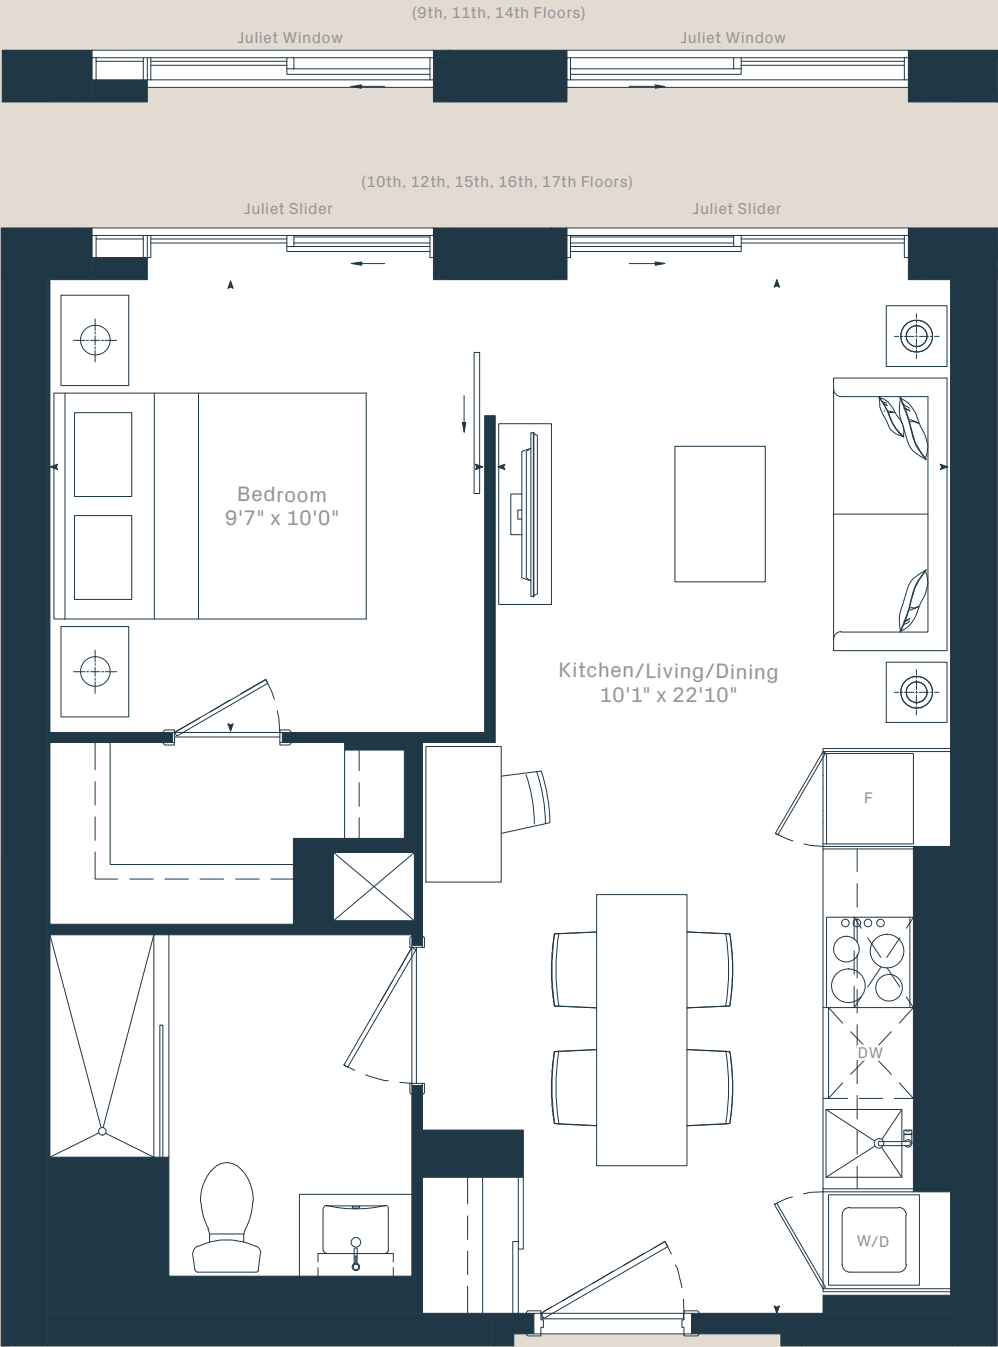 (9th, 11th, 14th Floors)
Juliet Window
Juliet Window
(10th, 12th, 15th, 16th, 17th Floors)
Juliet Slider
Juliet Slider
Bedroom
9'7" x 10'0"
Kitchen/Living/Dining
10'1" x 22'10"
F
DW
W/D